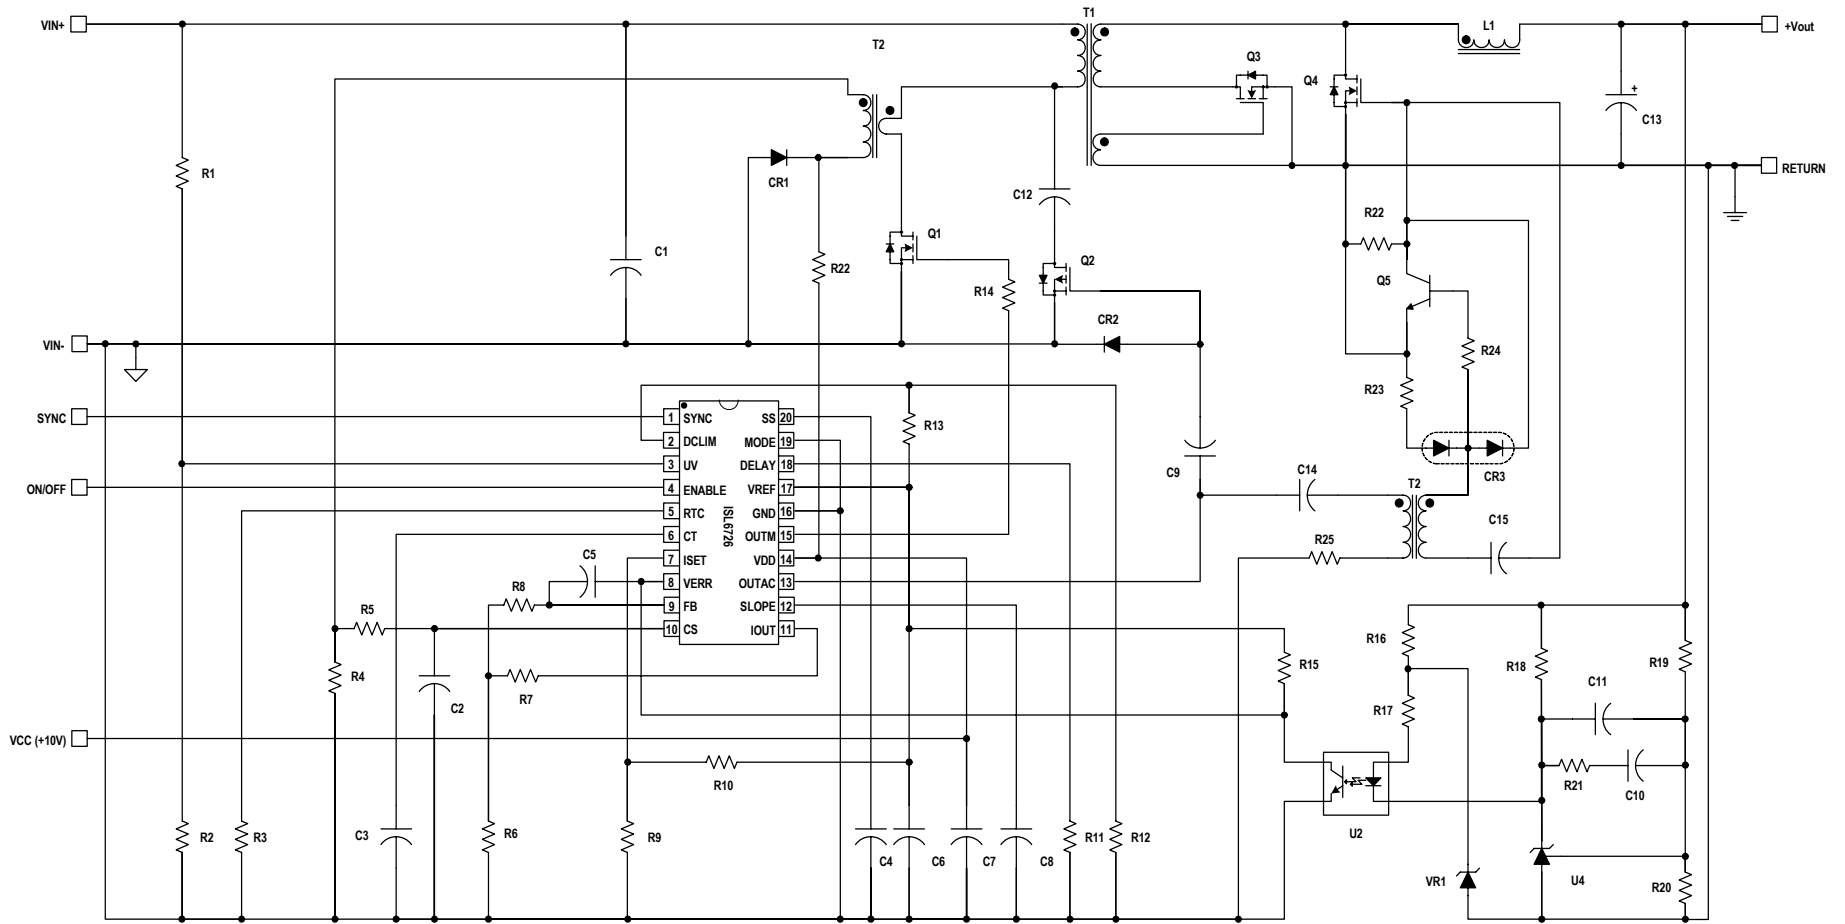 T1
VIN+
L1
+Vout
T2
Q3
Q4
C13
R1
CR1
C12
RETURN
R22
Q1
C1
R22
Q2
R14
Q5
CR2
VIN-
R24
R23
SYNC
1 SYNC SS 20
R13
2 DCLIM MODE 19
3 UV DELAY 18
C9
C14
CR3
ON/OFF
4 ENABLE VREF 17
T2
5 RTC GND 16
ISL6726
C15
6 CT OUTM 15
R25
C5
7 ISET VDD 14
8 VERR OUTAC 13
R8
9 FB SLOPE 12
R5
10 CS IOUT 11
R16
R15
R18
R19
R4
R7
C2
C11
R17
VCC (+10V)
R10
R21
C10
R2
R3
C3
R6
R9
C4
C6
C7
C8
R11
R12
U2
VR1
U4
R20